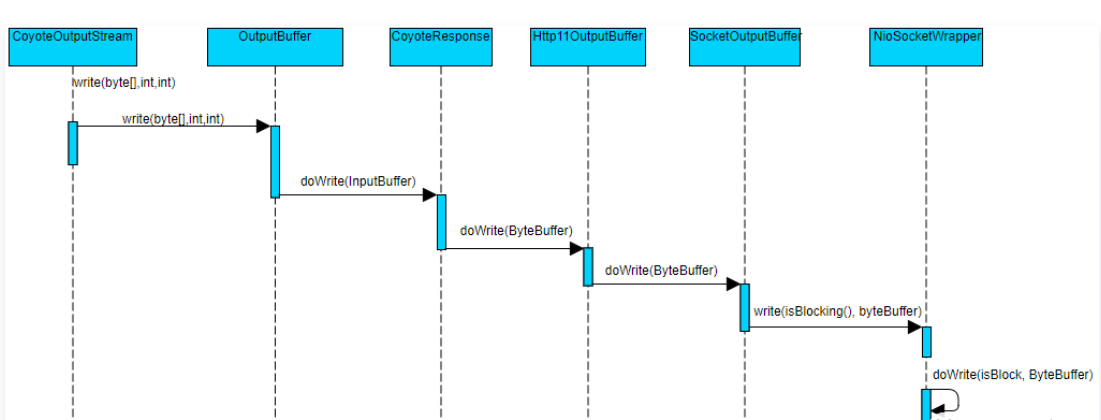 CoyoteOutputStream
OutputBuffer
CoyoteResponse
Http11OutputBuffer
SocketOutputBuffer
NioSocketWrapper
write(byte[],int,int)
write(byte[],int,int)
doWrite(InputBuffer)
doWrite(ByteBuffer)
doWrite(ByteBuffer)
write(isBlocking(), byteBuffer)
doWrite(isBlock, ByteBuffer)